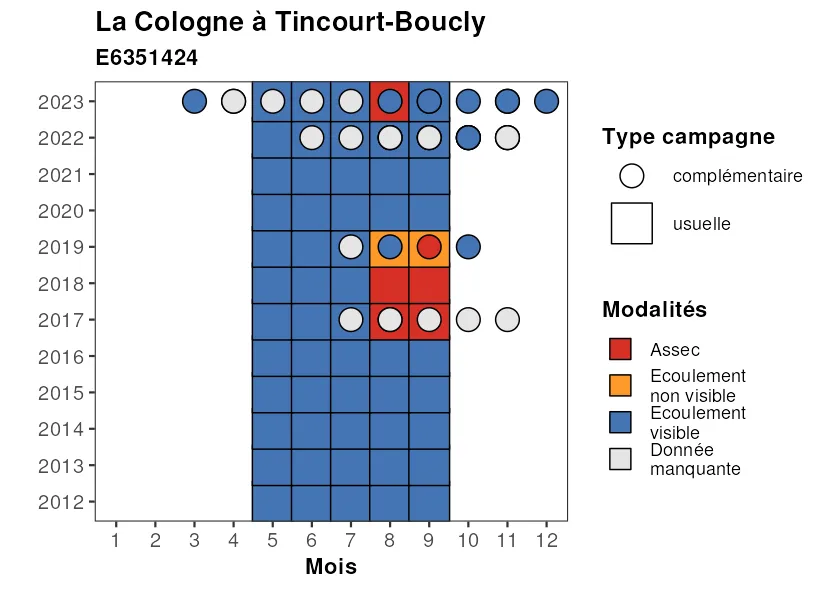 La Cologne à Tincourt-Boucly
E6351424
2023
2022
2021
2020
2019
2018
2017
2016
2015
2014
2013
2012
1 2 3 4 5 6 7 8 9 10 11 12
Mois
Type campagne
complémentaire
usuelle
Modalités
Assec
Ecoulement
non visible
Ecoulement
visible
Donnée
manquante